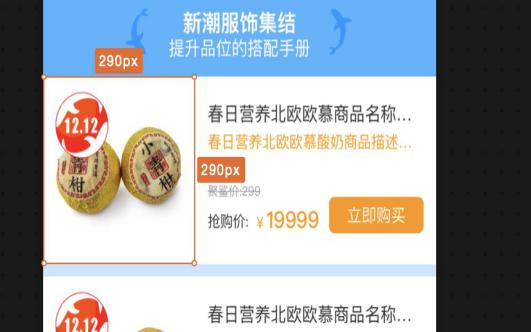 新潮服饰集结
提升品位的搭配手册
290px
12.12
小青柑
柑
春日营养北欧欧慕商品名称...
春日营养北欧欧慕酸奶商品描述...
290px
聚鲨价:299
抢购价: ¥19999
立即购买
12.12
春日营养北欧欧慕商品名称...